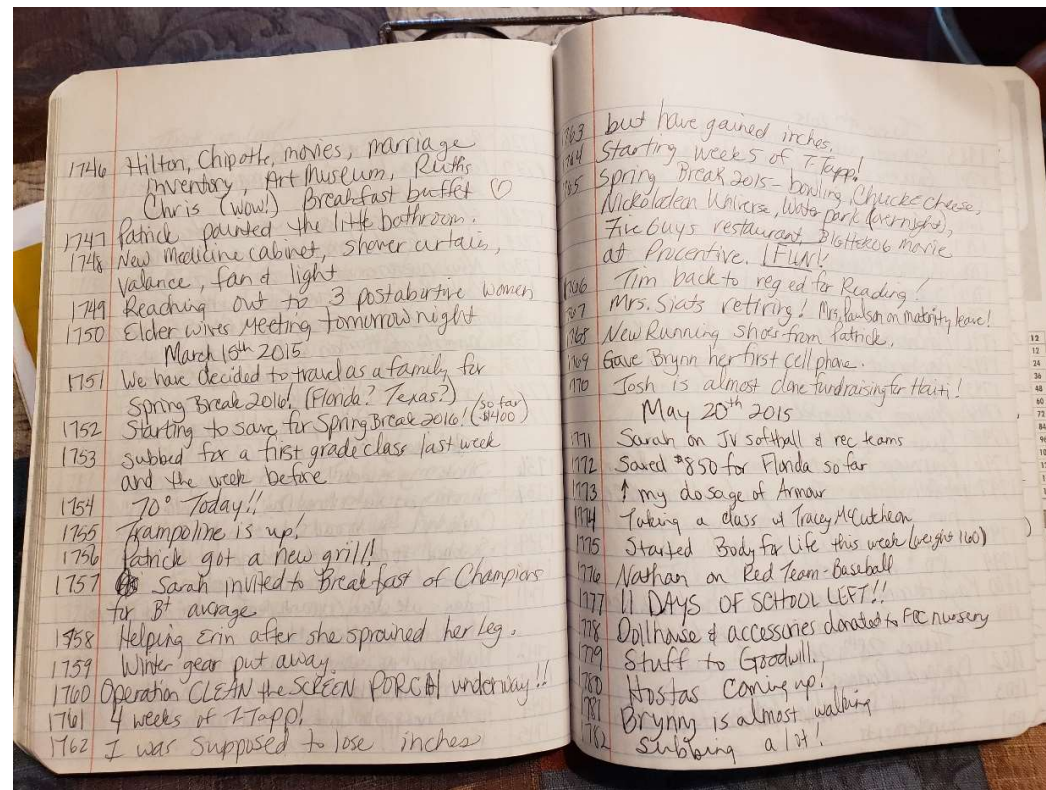 1746 Hilton, Chipotle, movies, marriage
inventory, Art Museum, Ruths
Chris (wow!) Breakfast buffet ♡
1747 Patrick painted the little bathroom.
1748 New medicine cabinet, shower curtain,
valance, fan & light
1749 Reaching out to 3 postabortive women
1750 Elder wives meeting tomorrow night
March 15th 2015
1751 We have decided to travel as a family for
Spring Break 2016! (Florida? Texas?)
1752 Starting to save for Spring Break 2016! (so far $400)
1753 subbed for a first grade class last week
and the week before
1754 70° Today!!
1755 Trampoline is up!
1756 Patrick got a new grill!!
1757 Sarah invited to Breakfast of Champions
for B+ average
1758 Helping Erin after she sprained her leg.
1759 Winter gear put away.
1760 Operation CLEAN the SCREEN PORCH underway!!
1761 4 weeks of T-Tapp!
1762 I was supposed to lose inches
1763 but have gained inches.
1764 Starting week 5 of T-Tapp!
1765 Spring Break 2015 - bowling, Chuckecheese,
Nickolodean Universe, Water park (overnight),
Five Guys restaurant, BIG HERO 6 movie
at Procentive. FUN!
1766 Tim back to reg ed for Reading!
1767 Mrs. Siats retiring! Mrs. Paulson on maternity leave!
1768 New Running shoes from Patrick.
1769 Gave Brynn her first cell phone.
1770 Josh is almost done fundraising for Haiti!
May 20th 2015
1771 Sarah on JV softball & rec teams
1772 Saved $850 for Florida so far
1773 ↑ my dosage of Armour
1774 Taking a class w/ Tracey McCutcheon
1775 Started Body for Life this week (weight 160)
1776 Nathan on Red Team - Baseball
1777 11 DAYS OF SCHOOL LEFT!!
1778 Dollhouse & accessories donated to FCC nursery
1779 Stuff to Goodwill.
1780 Hostas coming up!
1781 Brynny is almost walking
1782 Subbing a lot!
12
12
24
36
48
60
72
84